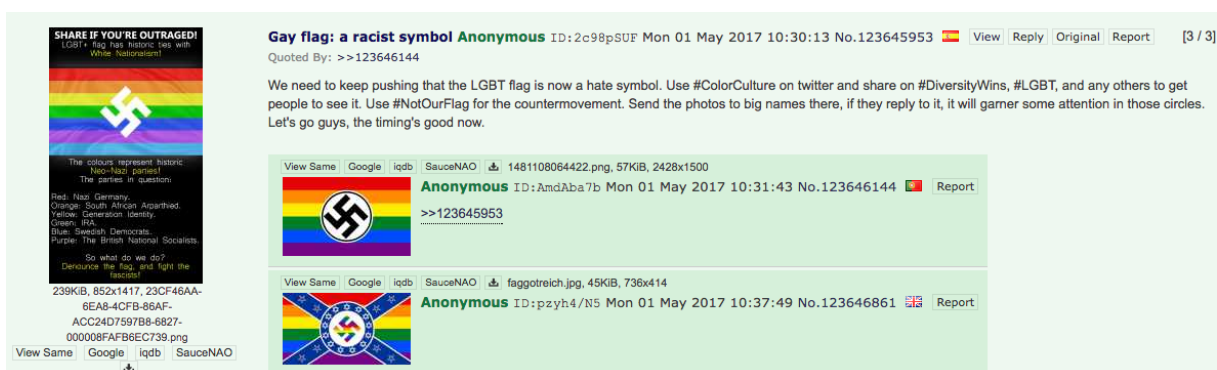 SHARE IF YOU'RE OUTRAGED!
LGBT+ flag has historic ties with
White Nationalism!
The colours represent historic
Neo-Nazi parties!
The parties in question:
Red: Nazi Germany.
Orange: South African Arparthied.
Yellow: Generation Identity.
Green: IRA.
Blue: Swedish Democrats.
Purple: The British National Socialists.
So what do we do?
Denounce the flag, and fight the
fascists!
239KiB, 852x1417, 23CF46AA-
6EA8-4CFB-86AF-
ACC24D7597B8-6827-
000008FAFB6EC739.png
View Same Google iqdb SauceNAO
Gay flag: a racist symbol Anonymous ID:2c98pSUF Mon 01 May 2017 10:30:13 No.123645953 View Reply Original Report [3 / 3]
Quoted By: >>123646144
We need to keep pushing that the LGBT flag is now a hate symbol. Use #ColorCulture on twitter and share on #DiversityWins, #LGBT, and any others to get
people to see it. Use #NotOurFlag for the countermovement. Send the photos to big names there, if they reply to it, it will garner some attention in those circles.
Let's go guys, the timing's good now.
View Same Google iqdb SauceNAO 1481108064422.png, 57KiB, 2428x1500
Anonymous ID:AmdAba7b Mon 01 May 2017 10:31:43 No.123646144 Report
>>123645953
View Same Google iqdb SauceNAO faggotreich.jpg, 45KiB, 736x414
Anonymous ID:pzyh4/N5 Mon 01 May 2017 10:37:49 No.123646861 Report